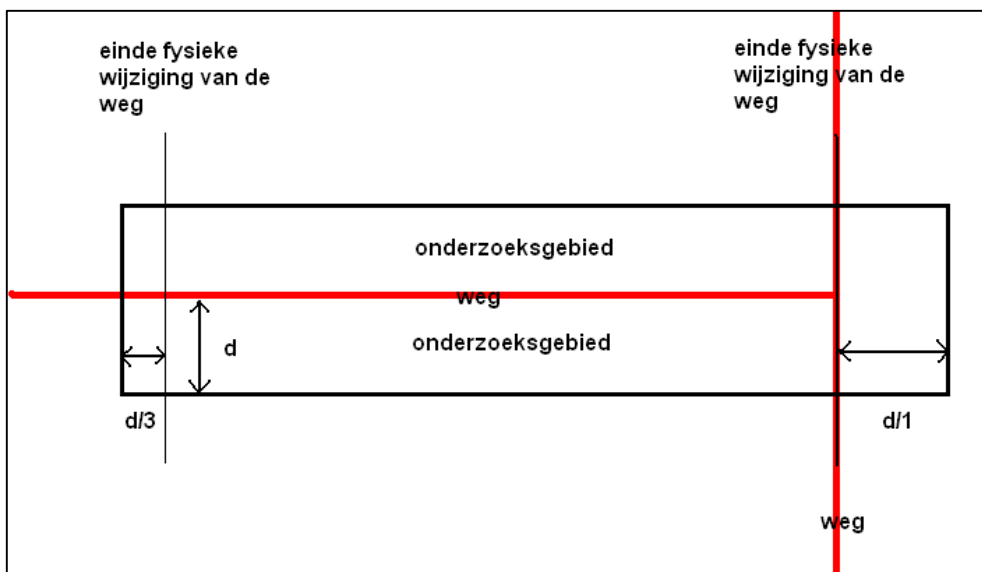 einde fysieke
wijziging van de
weg
einde fysieke
wijziging van de
weg
onderzoeksgebied
weg
onderzoeksgebied
d
d/3
d/1
weg